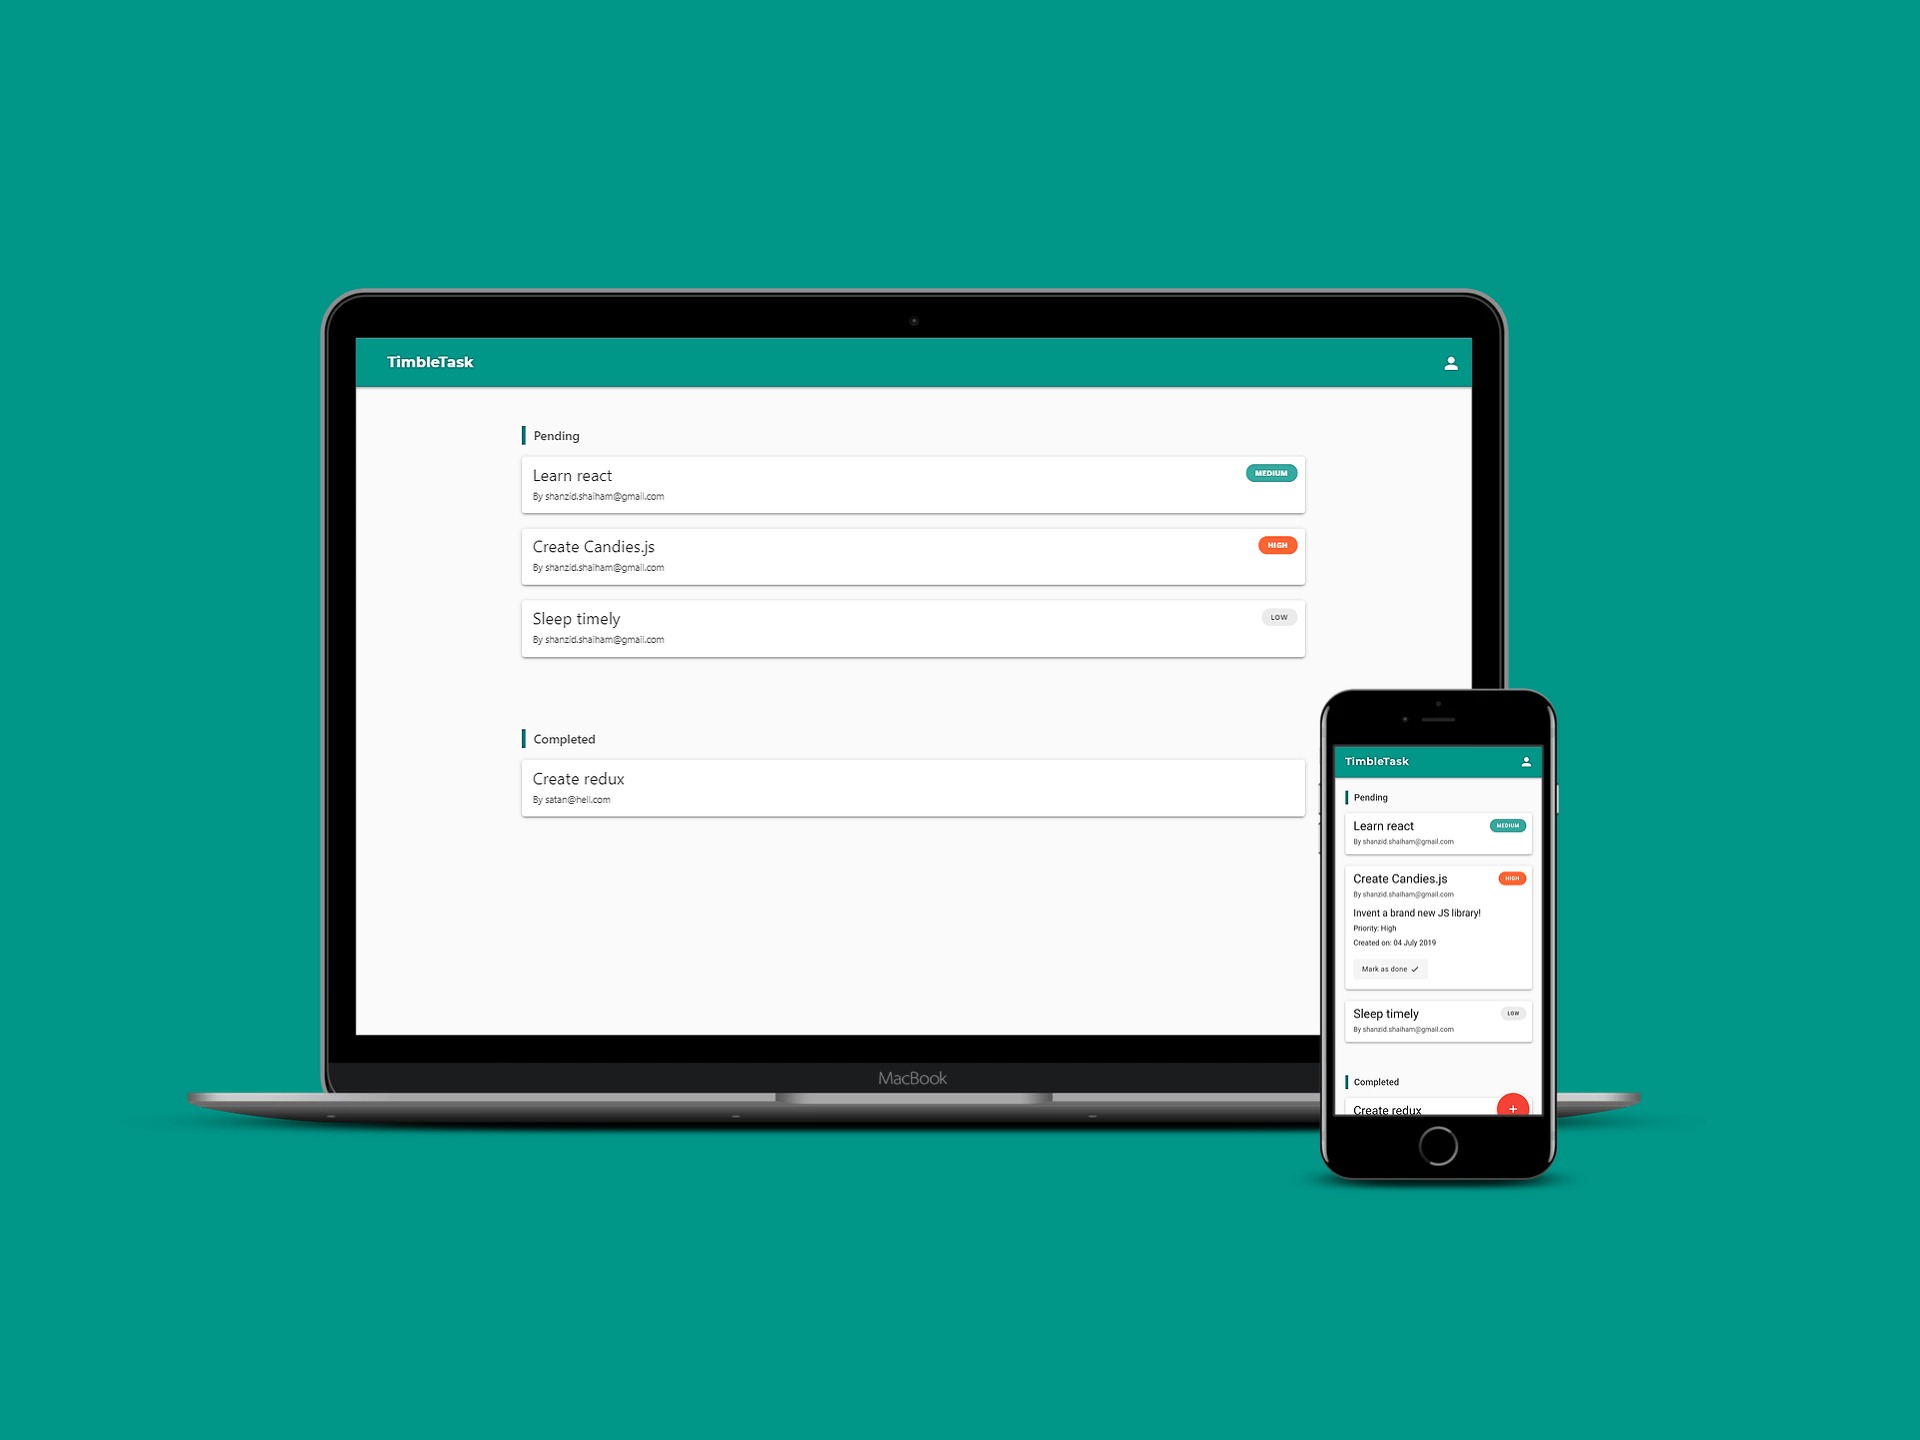 TimbleTask
Pending
Learn react
MEDIUM
By shanzid.shaiham@gmail.com
Create Candies.js
HIGH
By shanzid.shaiham@gmail.com
Sleep timely
LOW
By shanzid.shaiham@gmail.com
Completed
Create redux
By satan@hell.com
MacBook
TimbleTask
Pending
Learn react
MEDIUM
By shanzid.shaiham@gmail.com
Create Candies.js
HIGH
By shanzid.shaiham@gmail.com
Invent a brand new JS library!
Priority: High
Created on: 04 July 2019
Mark as done
Sleep timely
LOW
By shanzid.shaiham@gmail.com
Completed
Create redux